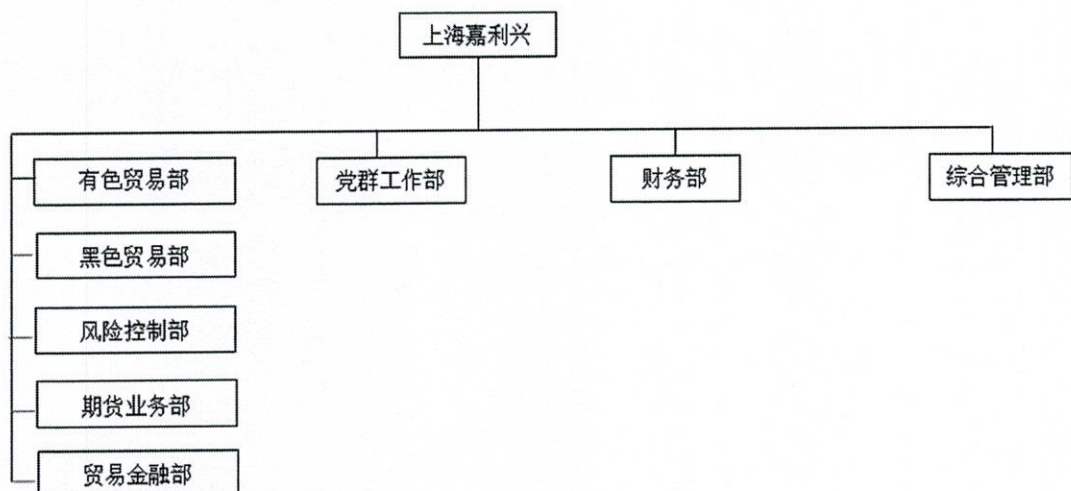 上海嘉利兴
有色贸易部
党群工作部
财务部
综合管理部
黑色贸易部
风险控制部
期货业务部
贸易金融部